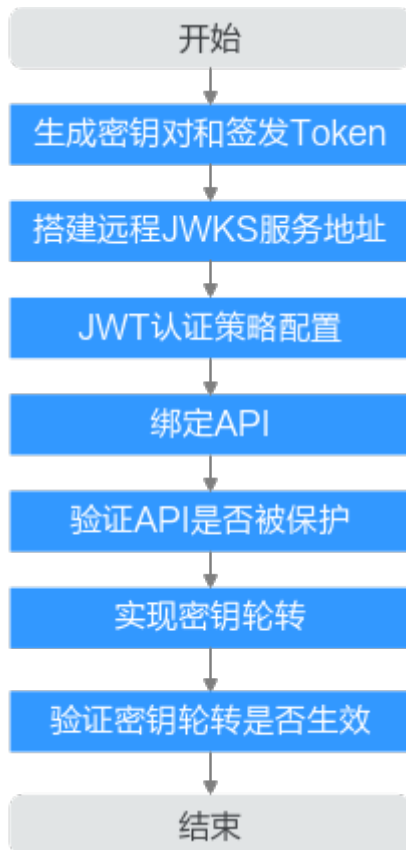 开始
生成密钥对和签发Token
搭建远程JWKS服务地址
JWT认证策略配置
绑定API
验证API是否被保护
实现密钥轮转
验证密钥轮转是否生效
结束